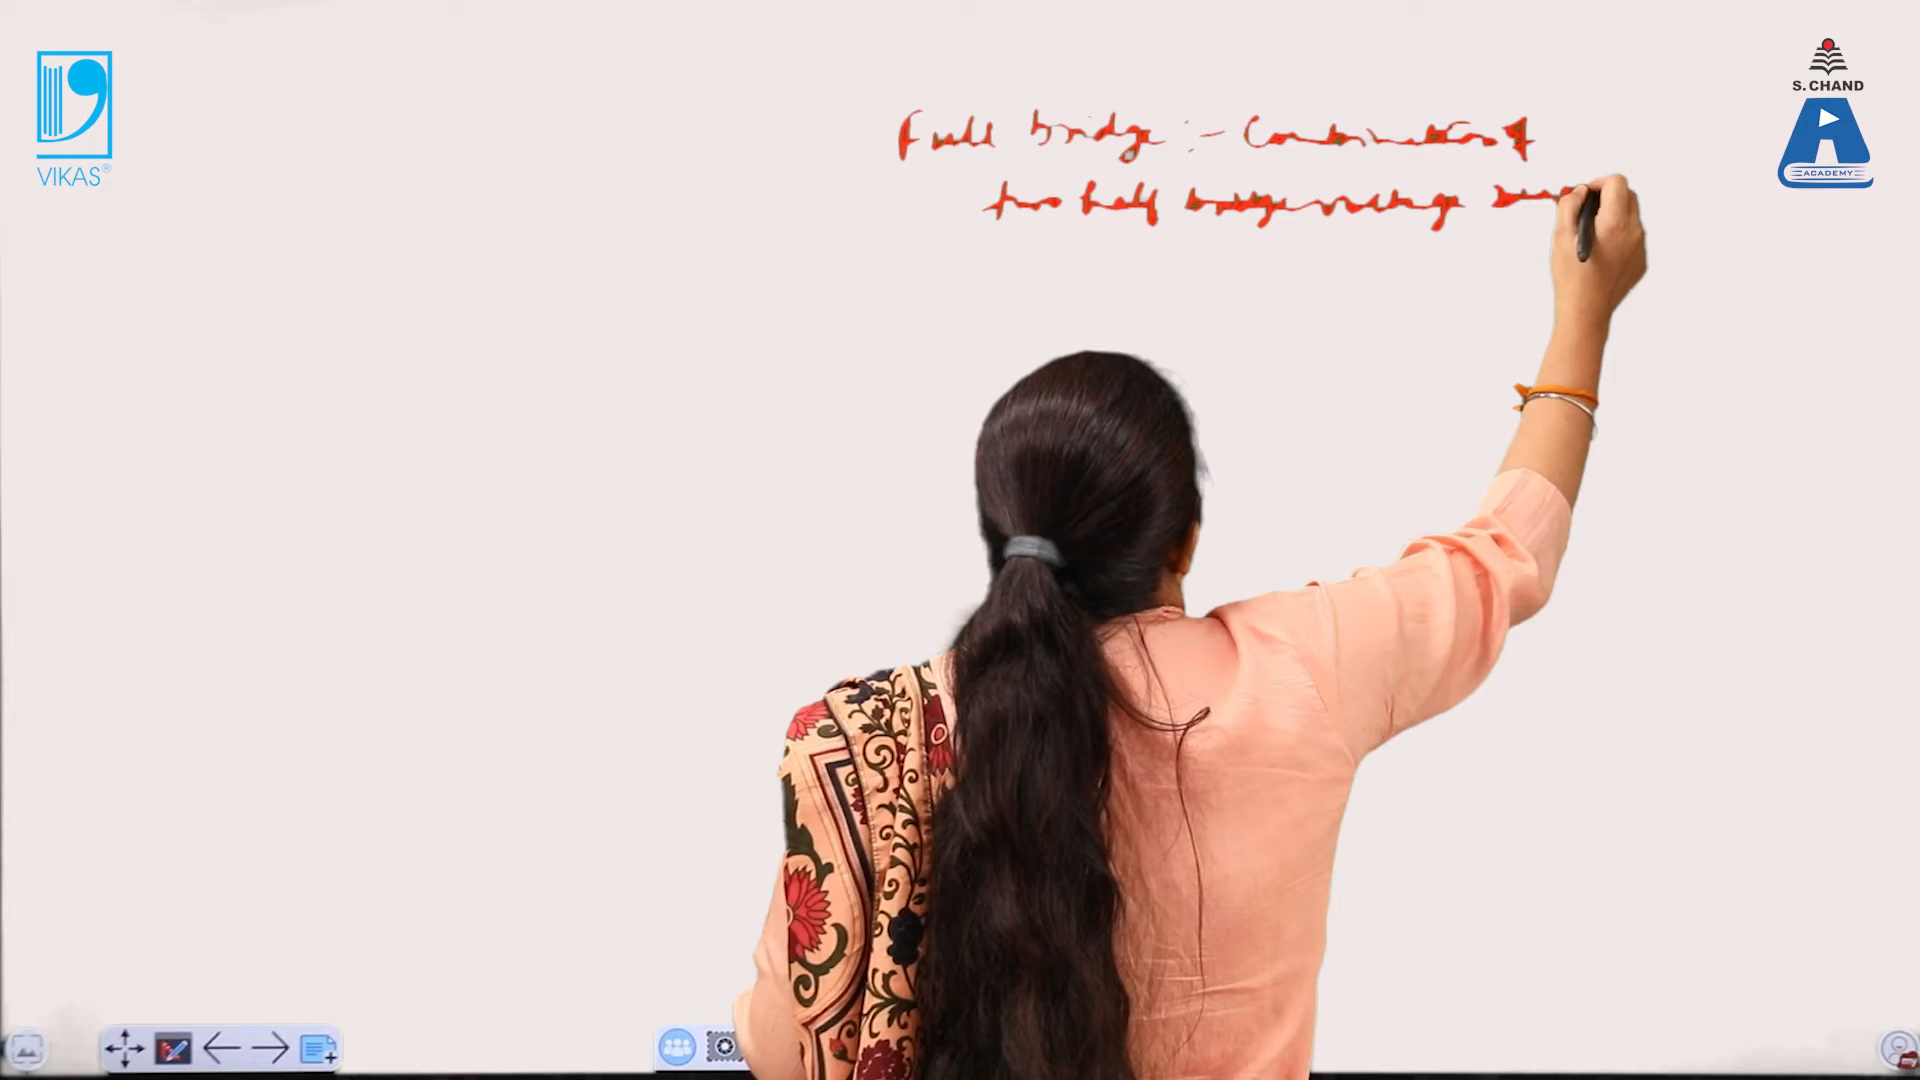 VIKAS®
S. CHAND
ACADEMY
Full bridge :- Combination of
two half bridge voltage